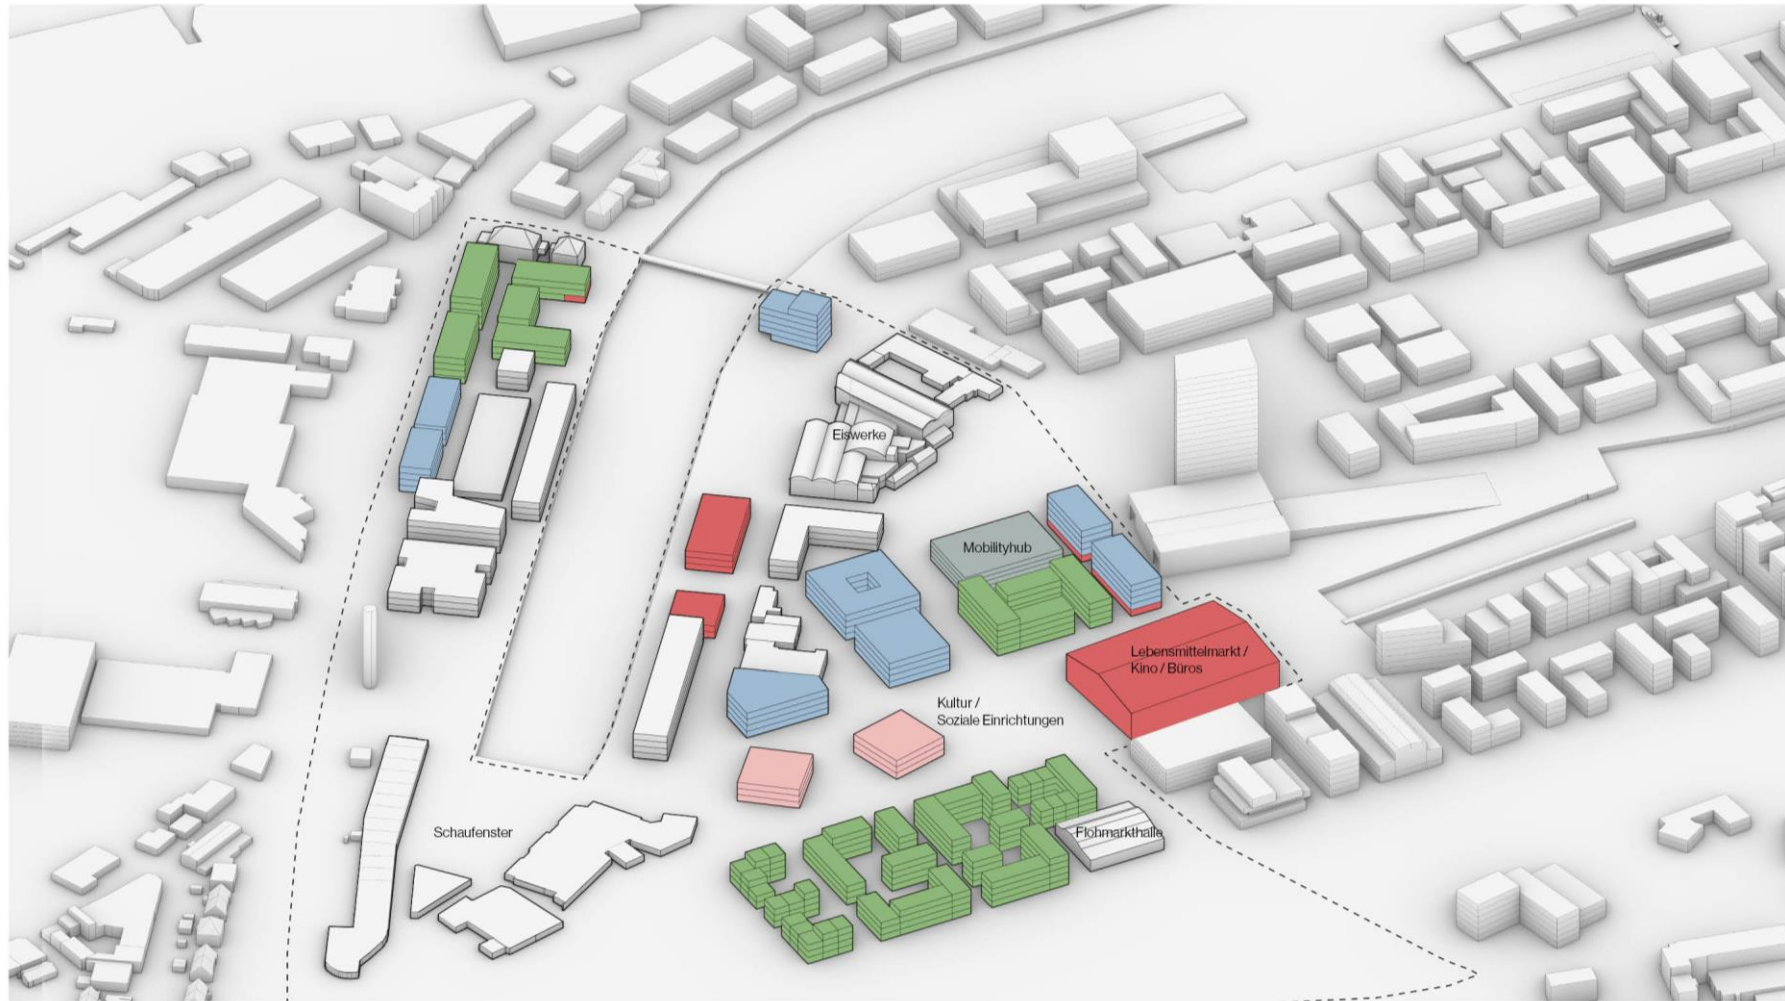 Eiswerke
Mobilityhub
Lebensmittelmarkt /
Kino / Büros
Kultur /
Soziale Einrichtungen
Schaufenster
Flohmarkthalle